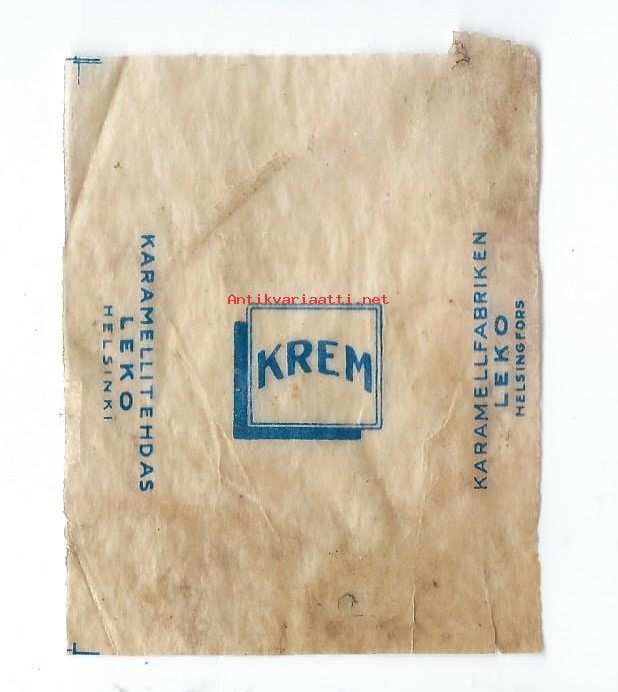 KARAMELLITEHDAS
LEKO
HELSINKI
Antikvariaatti.net
KREM
KARAMELLFABRIKEN
LEKO
HELSINGFORS